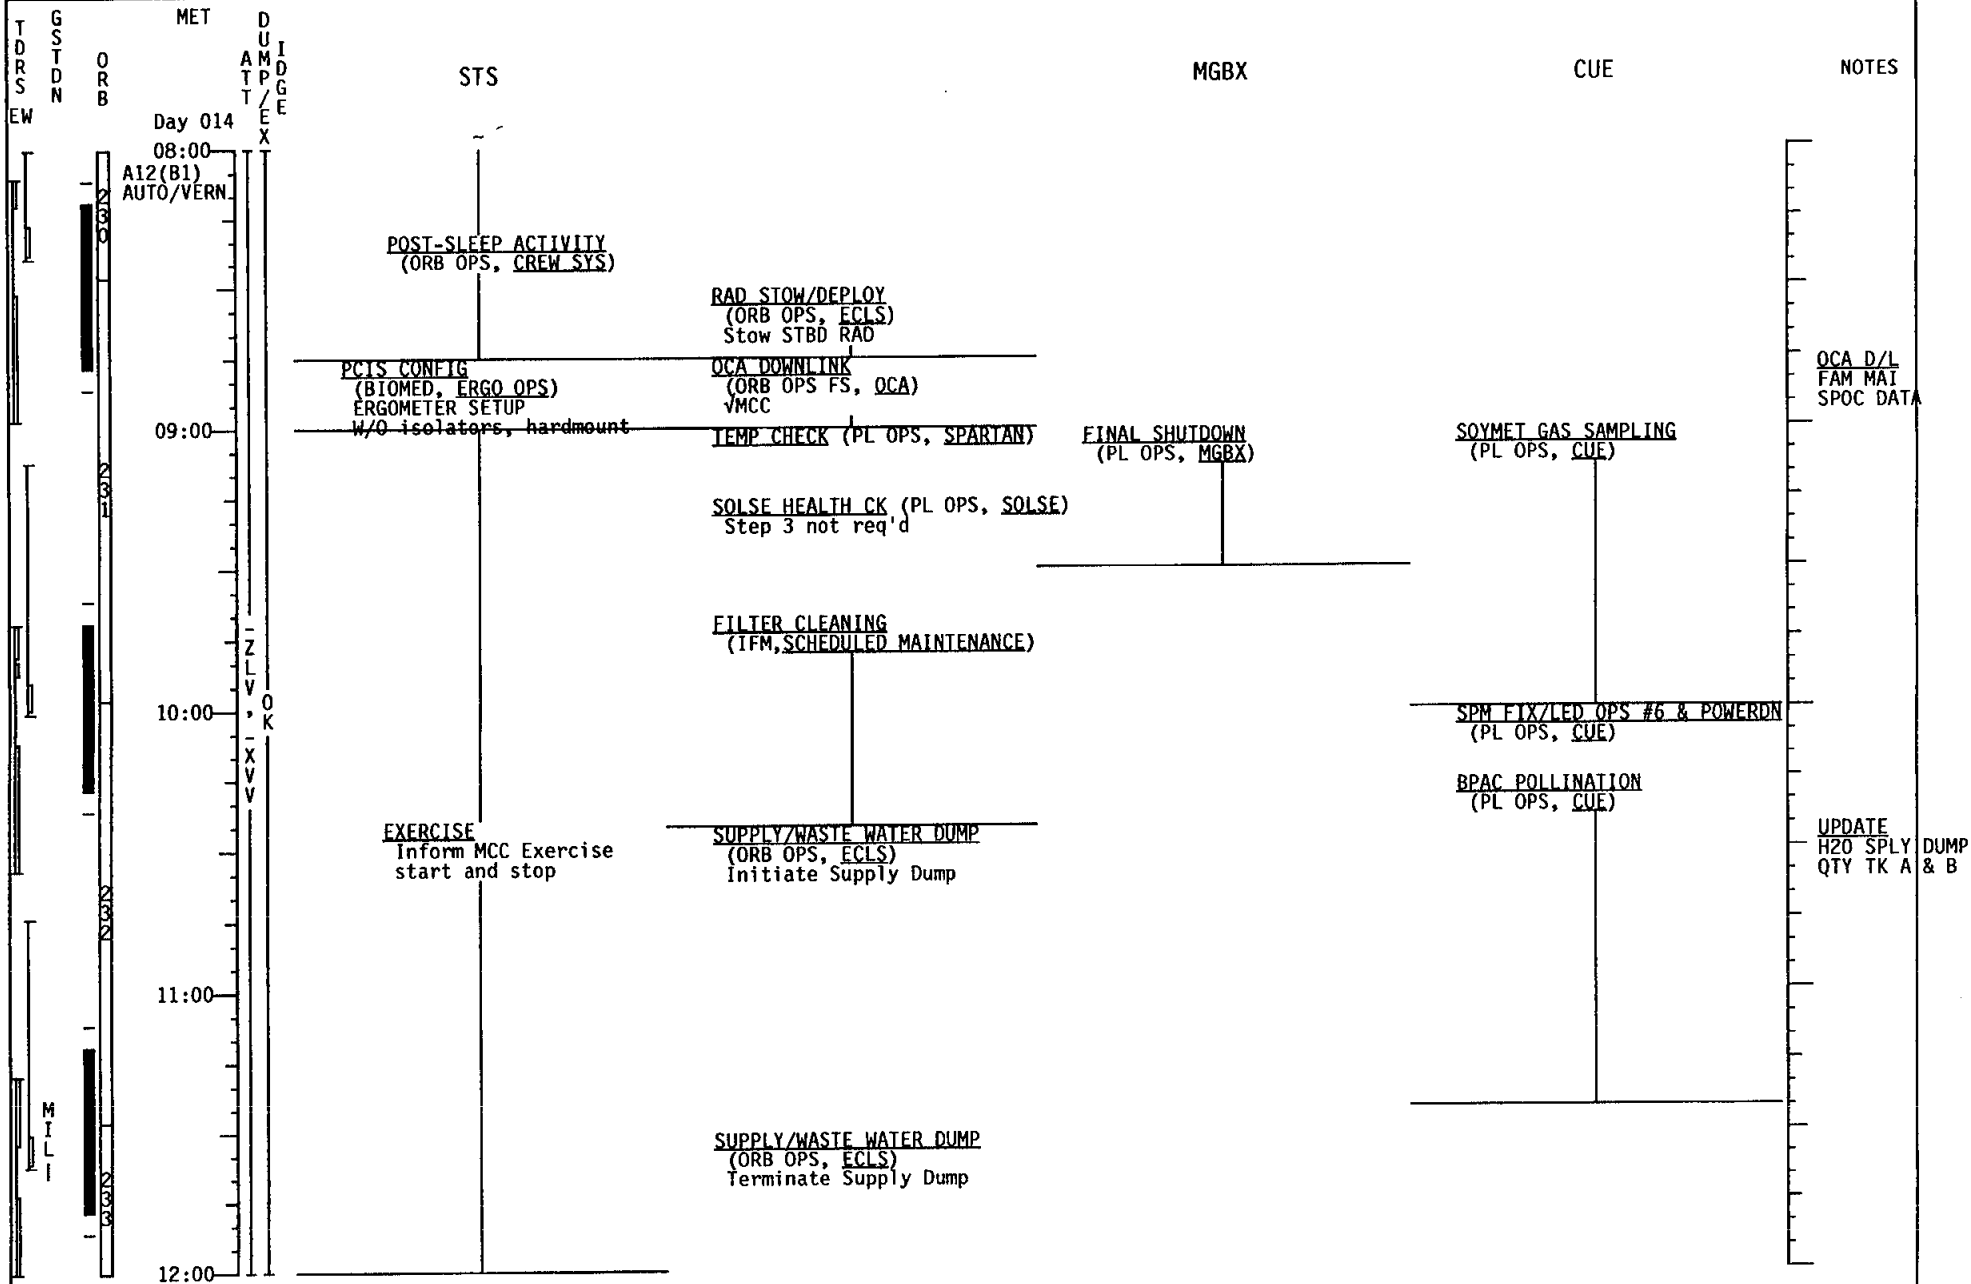 TDRS
EW
GSTDN
ORB
MET
ATT
DUMP/EX
IDGE
STS
MGBX
CUE
NOTES
Day 014
08:00
A12(B1)
AUTO/VERN
230
POST-SLEEP ACTIVITY
(ORB OPS, CREW SYS)
RAD STOW/DEPLOY
(ORB OPS, ECLS)
Stow STBD RAD
PCIS CONFIG
(BIOMED, ERGO OPS)
ERGOMETER SETUP
W/O isolators, hardmount
OCA DOWNLINK
(ORB OPS FS, OCA)
√MCC
OCA D/L
FAM MAI
SPOC DATA
09:00
231
TEMP CHECK (PL OPS, SPARTAN)
FINAL SHUTDOWN
(PL OPS, MGBX)
SOYMET GAS SAMPLING
(PL OPS, CUE)
SOLSE HEALTH CK (PL OPS, SOLSE)
Step 3 not req'd
FILTER CLEANING
(IFM,SCHEDULED MAINTENANCE)
-ZLV,-XVV
OK
10:00
SPM FIX/LED OPS #6 & POWERDN
(PL OPS, CUE)
BPAC POLLINATION
(PL OPS, CUE)
EXERCISE
Inform MCC Exercise
start and stop
SUPPLY/WASTE WATER DUMP
(ORB OPS, ECLS)
Initiate Supply Dump
UPDATE
H2O SPLY DUMP
QTY TK A & B
232
11:00
MIL
SUPPLY/WASTE WATER DUMP
(ORB OPS, ECLS)
Terminate Supply Dump
233
12:00